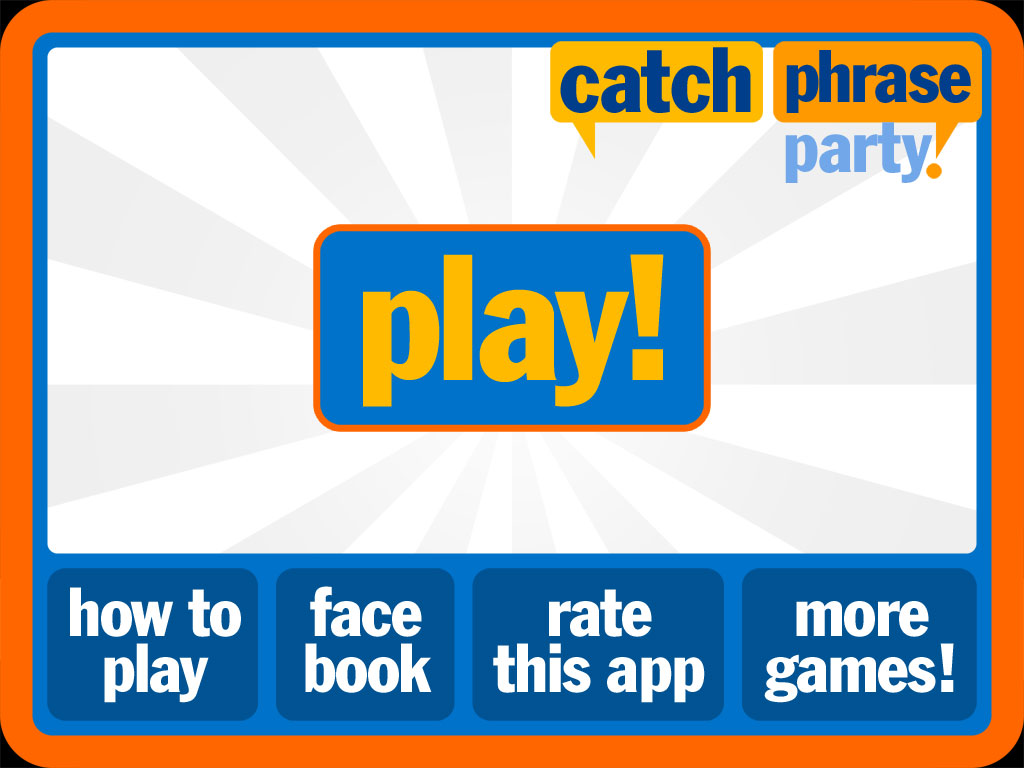 catch phrase
party.
play!
how to
play
face
book
rate
this app
more
games!